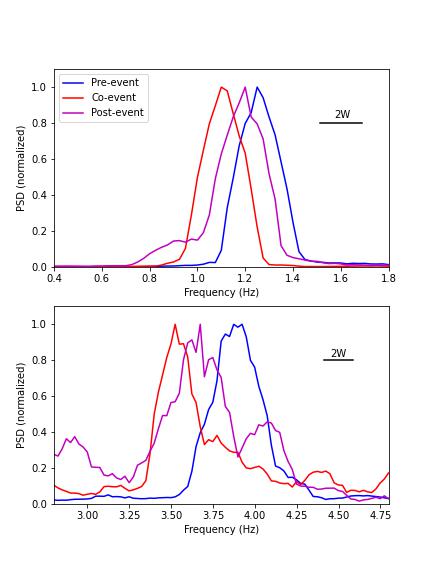 1.0
0.8
0.6
0.4
0.2
0.0
PSD (normalized)
Pre-event
Co-event
Post-event
2W
0.4 0.6 0.8 1.0 1.2 1.4 1.6 1.8
Frequency (Hz)
1.0
0.8
0.6
0.4
0.2
0.0
PSD (normalized)
2W
3.00 3.25 3.50 3.75 4.00 4.25 4.50 4.75
Frequency (Hz)